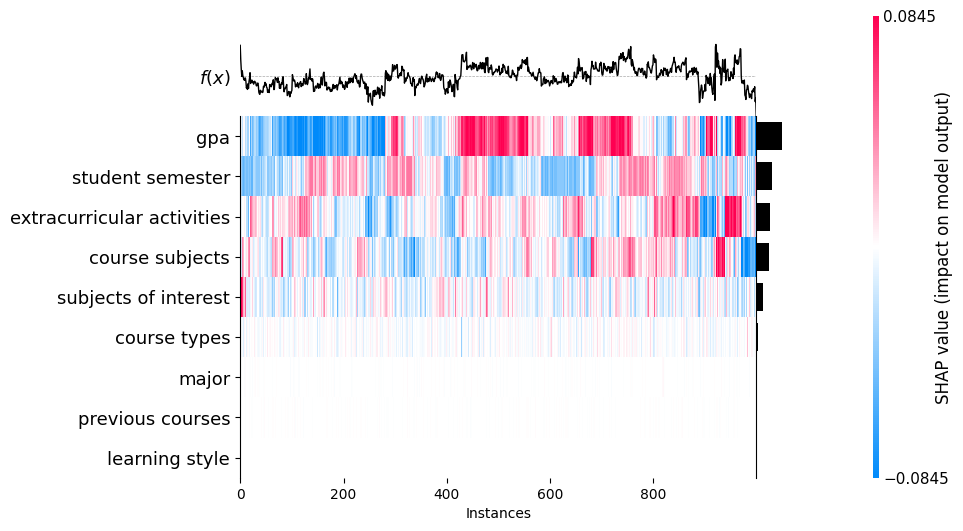 0.0845
f(x)
gpa
student semester
extracurricular activities
course subjects
subjects of interest
course types
major
previous courses
learning style
0 200 400 600 800
Instances
SHAP value (impact on model output)
−0.0845